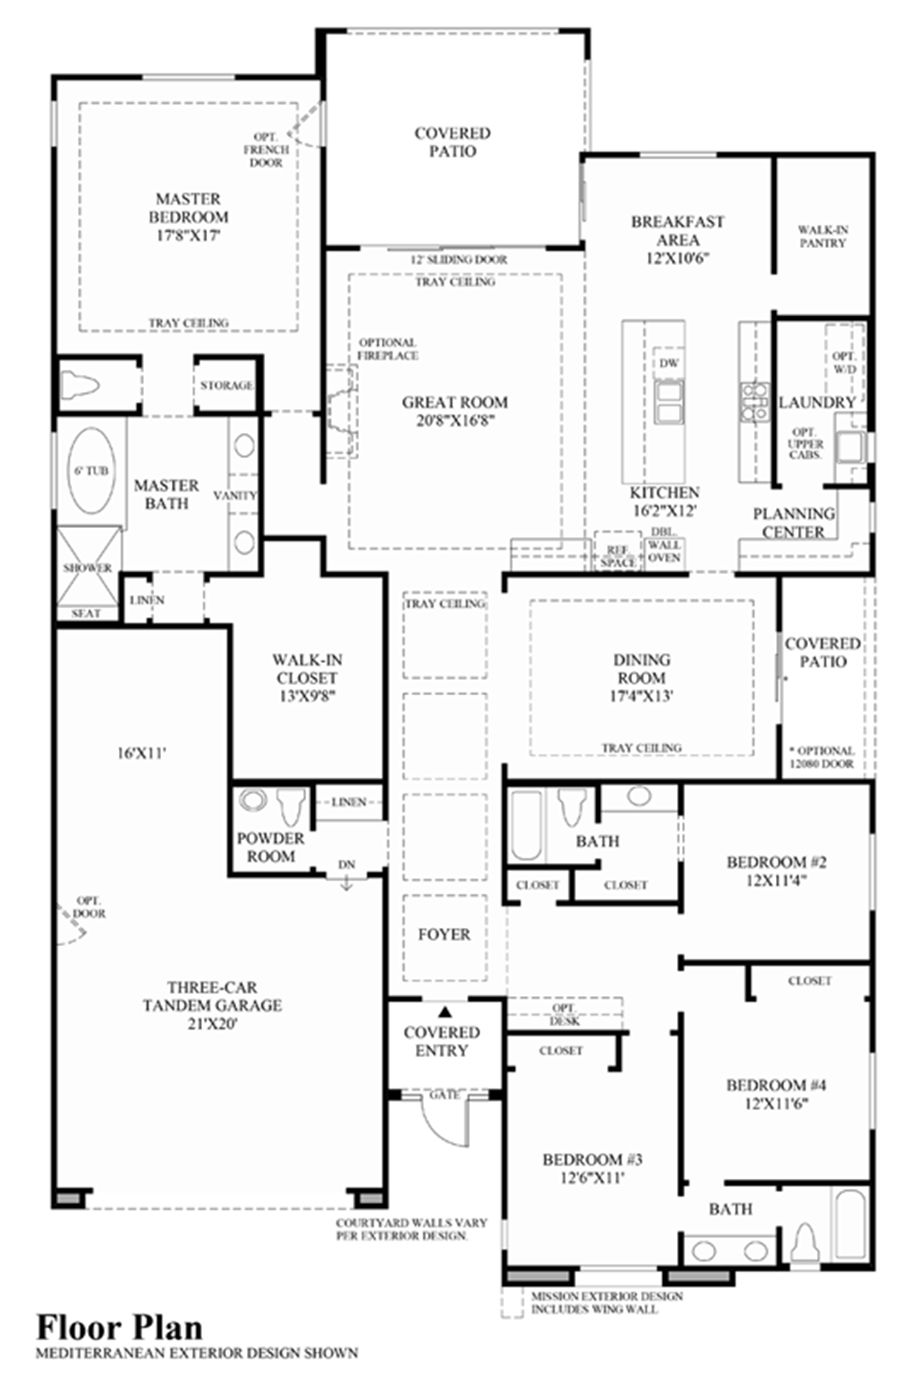 COVERED
PATIO
OPT.
FRENCH
DOOR
MASTER
BEDROOM
17'8"X17'
TRAY CEILING
BREAKFAST
AREA
12'X10'6"
WALK-IN
PANTRY
12' SLIDING DOOR
TRAY CEILING
OPTIONAL
FIREPLACE
GREAT ROOM
20'8"X16'8"
DW
OPT.
W/D
LAUNDRY
OPT.
UPPER
CABS.
STORAGE
6' TUB
MASTER
BATH
VANITY
KITCHEN
16'2"X12'
PLANNING
CENTER
DBL.
WALL
OVEN
REF.
SPACE
SHOWER
SEAT
LINEN
TRAY CEILING
WALK-IN
CLOSET
13'X9'8"
DINING
ROOM
17'4"X13'
TRAY CEILING
COVERED
PATIO
* OPTIONAL
12080 DOOR
*
16'X11'
LINEN
POWDER
ROOM
DN
BATH
CLOSET
CLOSET
BEDROOM #2
12'X11'4"
OPT.
DOOR
FOYER
THREE-CAR
TANDEM GARAGE
21'X20'
CLOSET
OPT.
DESK
COVERED
ENTRY
CLOSET
GATE
BEDROOM #4
12'X11'6"
BEDROOM #3
12'6"X11'
BATH
COURTYARD WALLS VARY
PER EXTERIOR DESIGN.
MISSION EXTERIOR DESIGN
INCLUDES WING WALL
Floor Plan
MEDITERRANEAN EXTERIOR DESIGN SHOWN